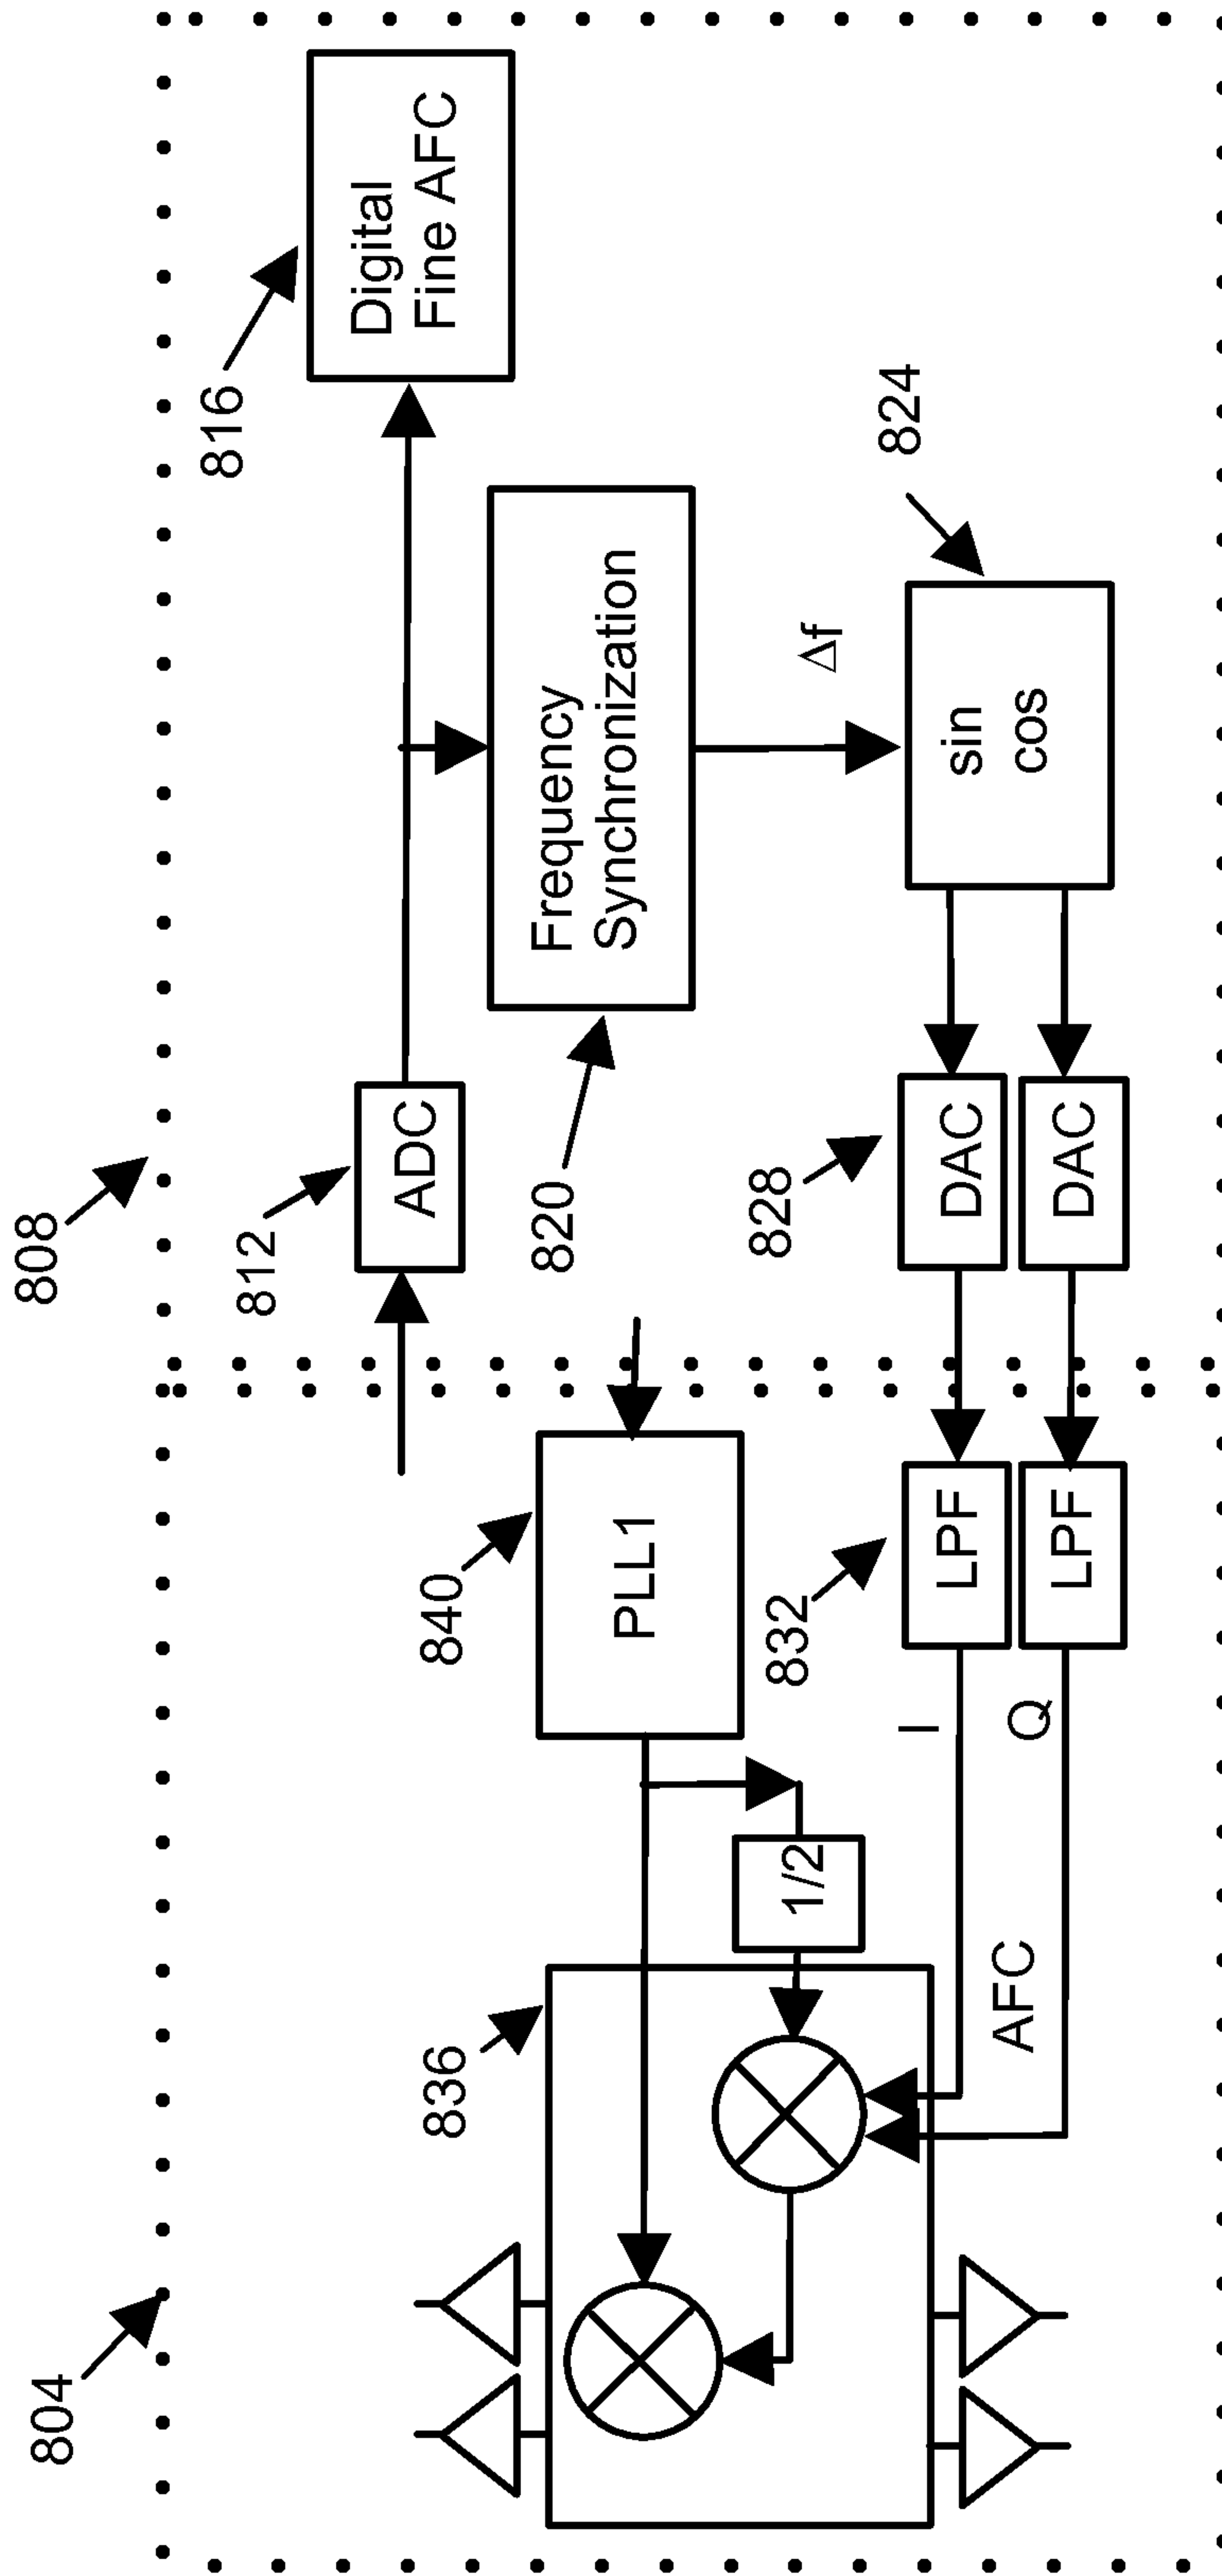 804
808
836
840
812
816
PLL1
ADC
Digital
Fine AFC
820
Frequency
Synchronization
1/2
Δf
832
828
824
I
Q
AFC
LPF
LPF
DAC
DAC
sin
cos